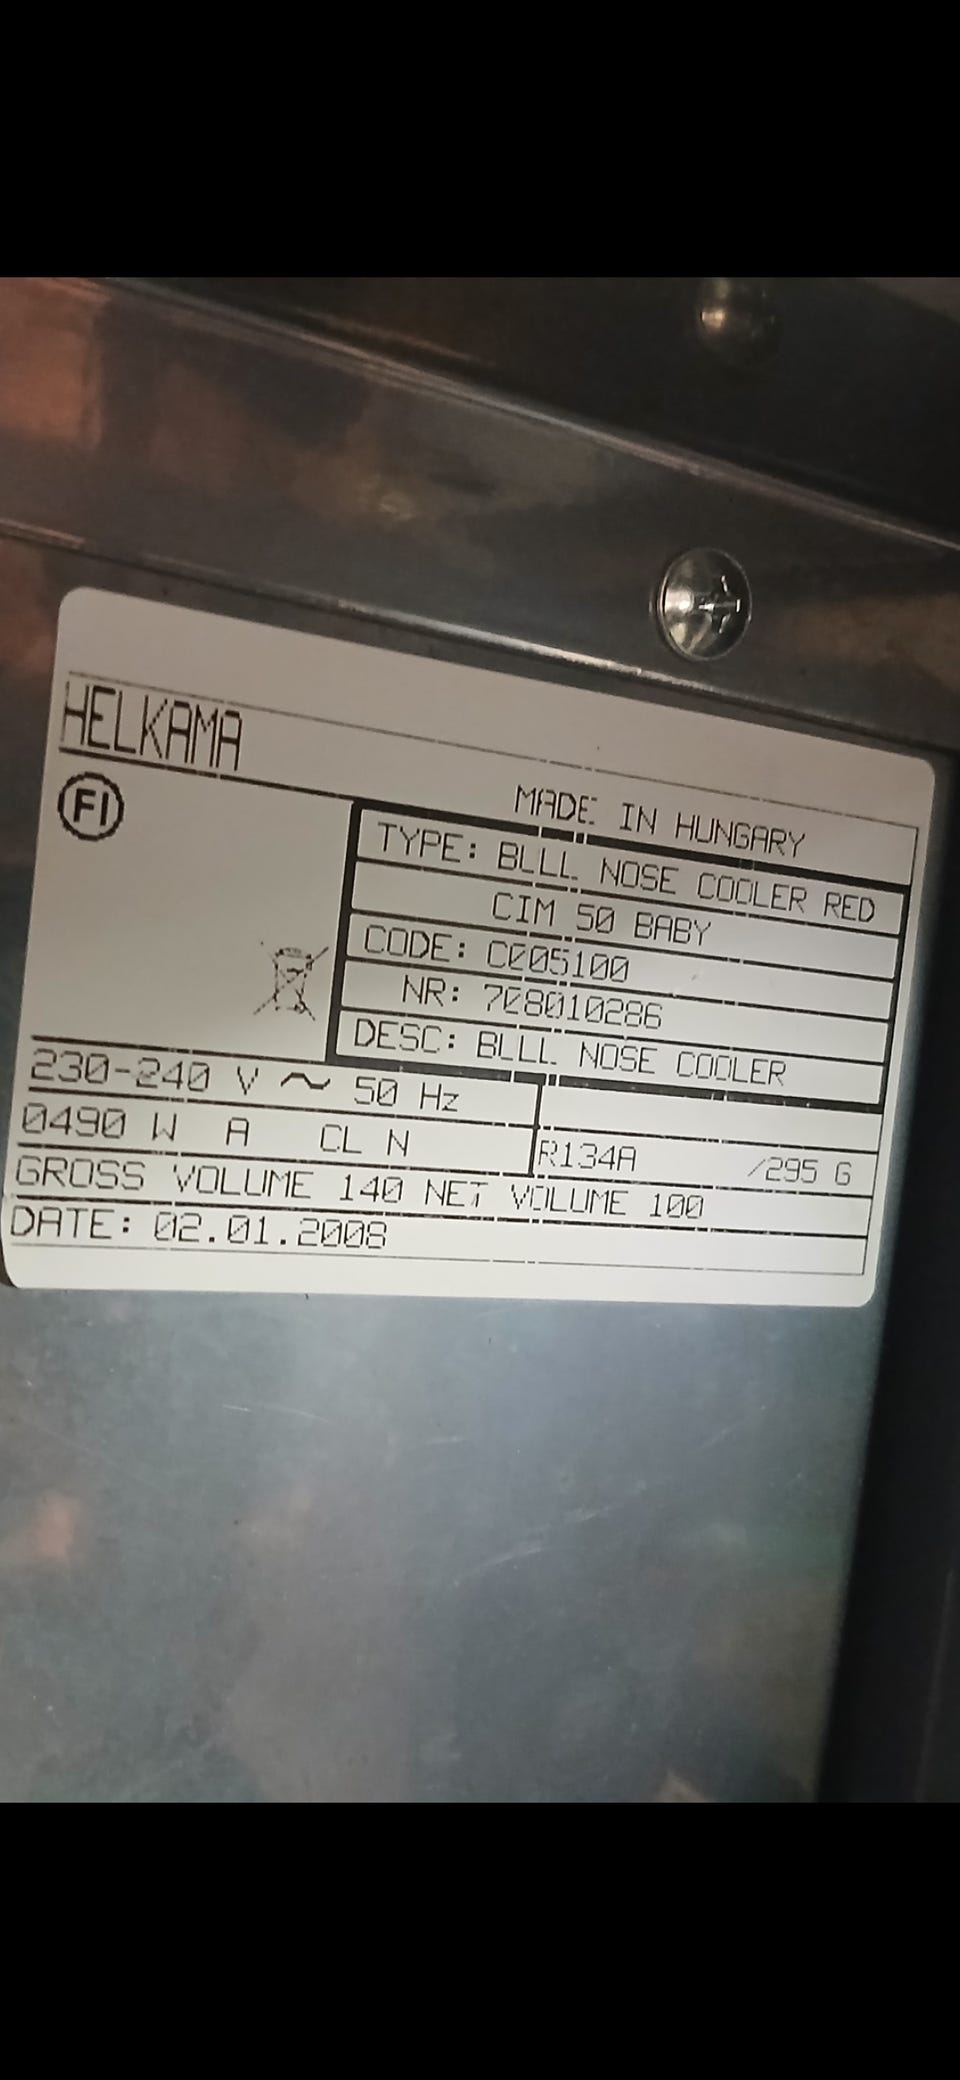 HELKAMA
MADE IN HUNGARY
FI
TYPE: BLLL NOSE COOLER RED
CIM 50 BABY
CODE: C005100
NR: 708010286
DESC: BLLL NOSE COOLER
230-240 V ~ 50 Hz
0490 W A CL N
R134A /295 G
GROSS VOLUME 140 NET VOLUME 100
DATE: 02.01.2008